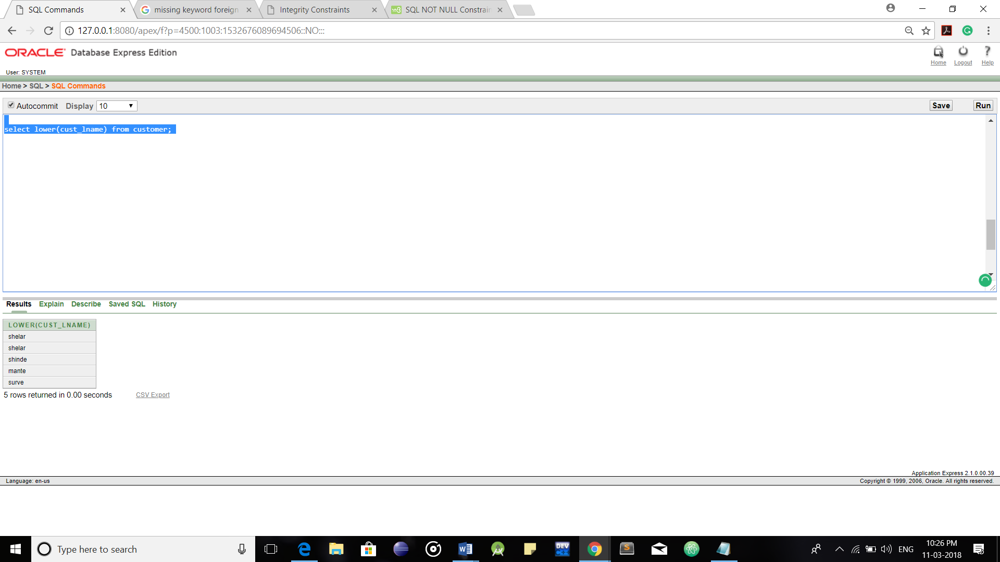 SQL Commands
missing keyword foreign
Integrity Constraints
SQL NOT NULL Constrain
127.0.0.1:8080/apex/f?p=4500:1003:1532676089694506::NO:::
ORACLE Database Express Edition
Home
Logout
Help
User: SYSTEM
Home > SQL > SQL Commands
Autocommit
Display
10
Save
Run
select lower(cust_lname) from customer;
Results
Explain
Describe
Saved SQL
History
LOWER(CUST_LNAME)
shelar
shelar
shinde
mante
surve
5 rows returned in 0.00 seconds
CSV Export
Application Express 2.1.0.00.39
Language: en-us
Copyright © 1999, 2006, Oracle. All rights reserved.
Type here to search
DEV C++
ENG
10:26 PM
11-03-2018